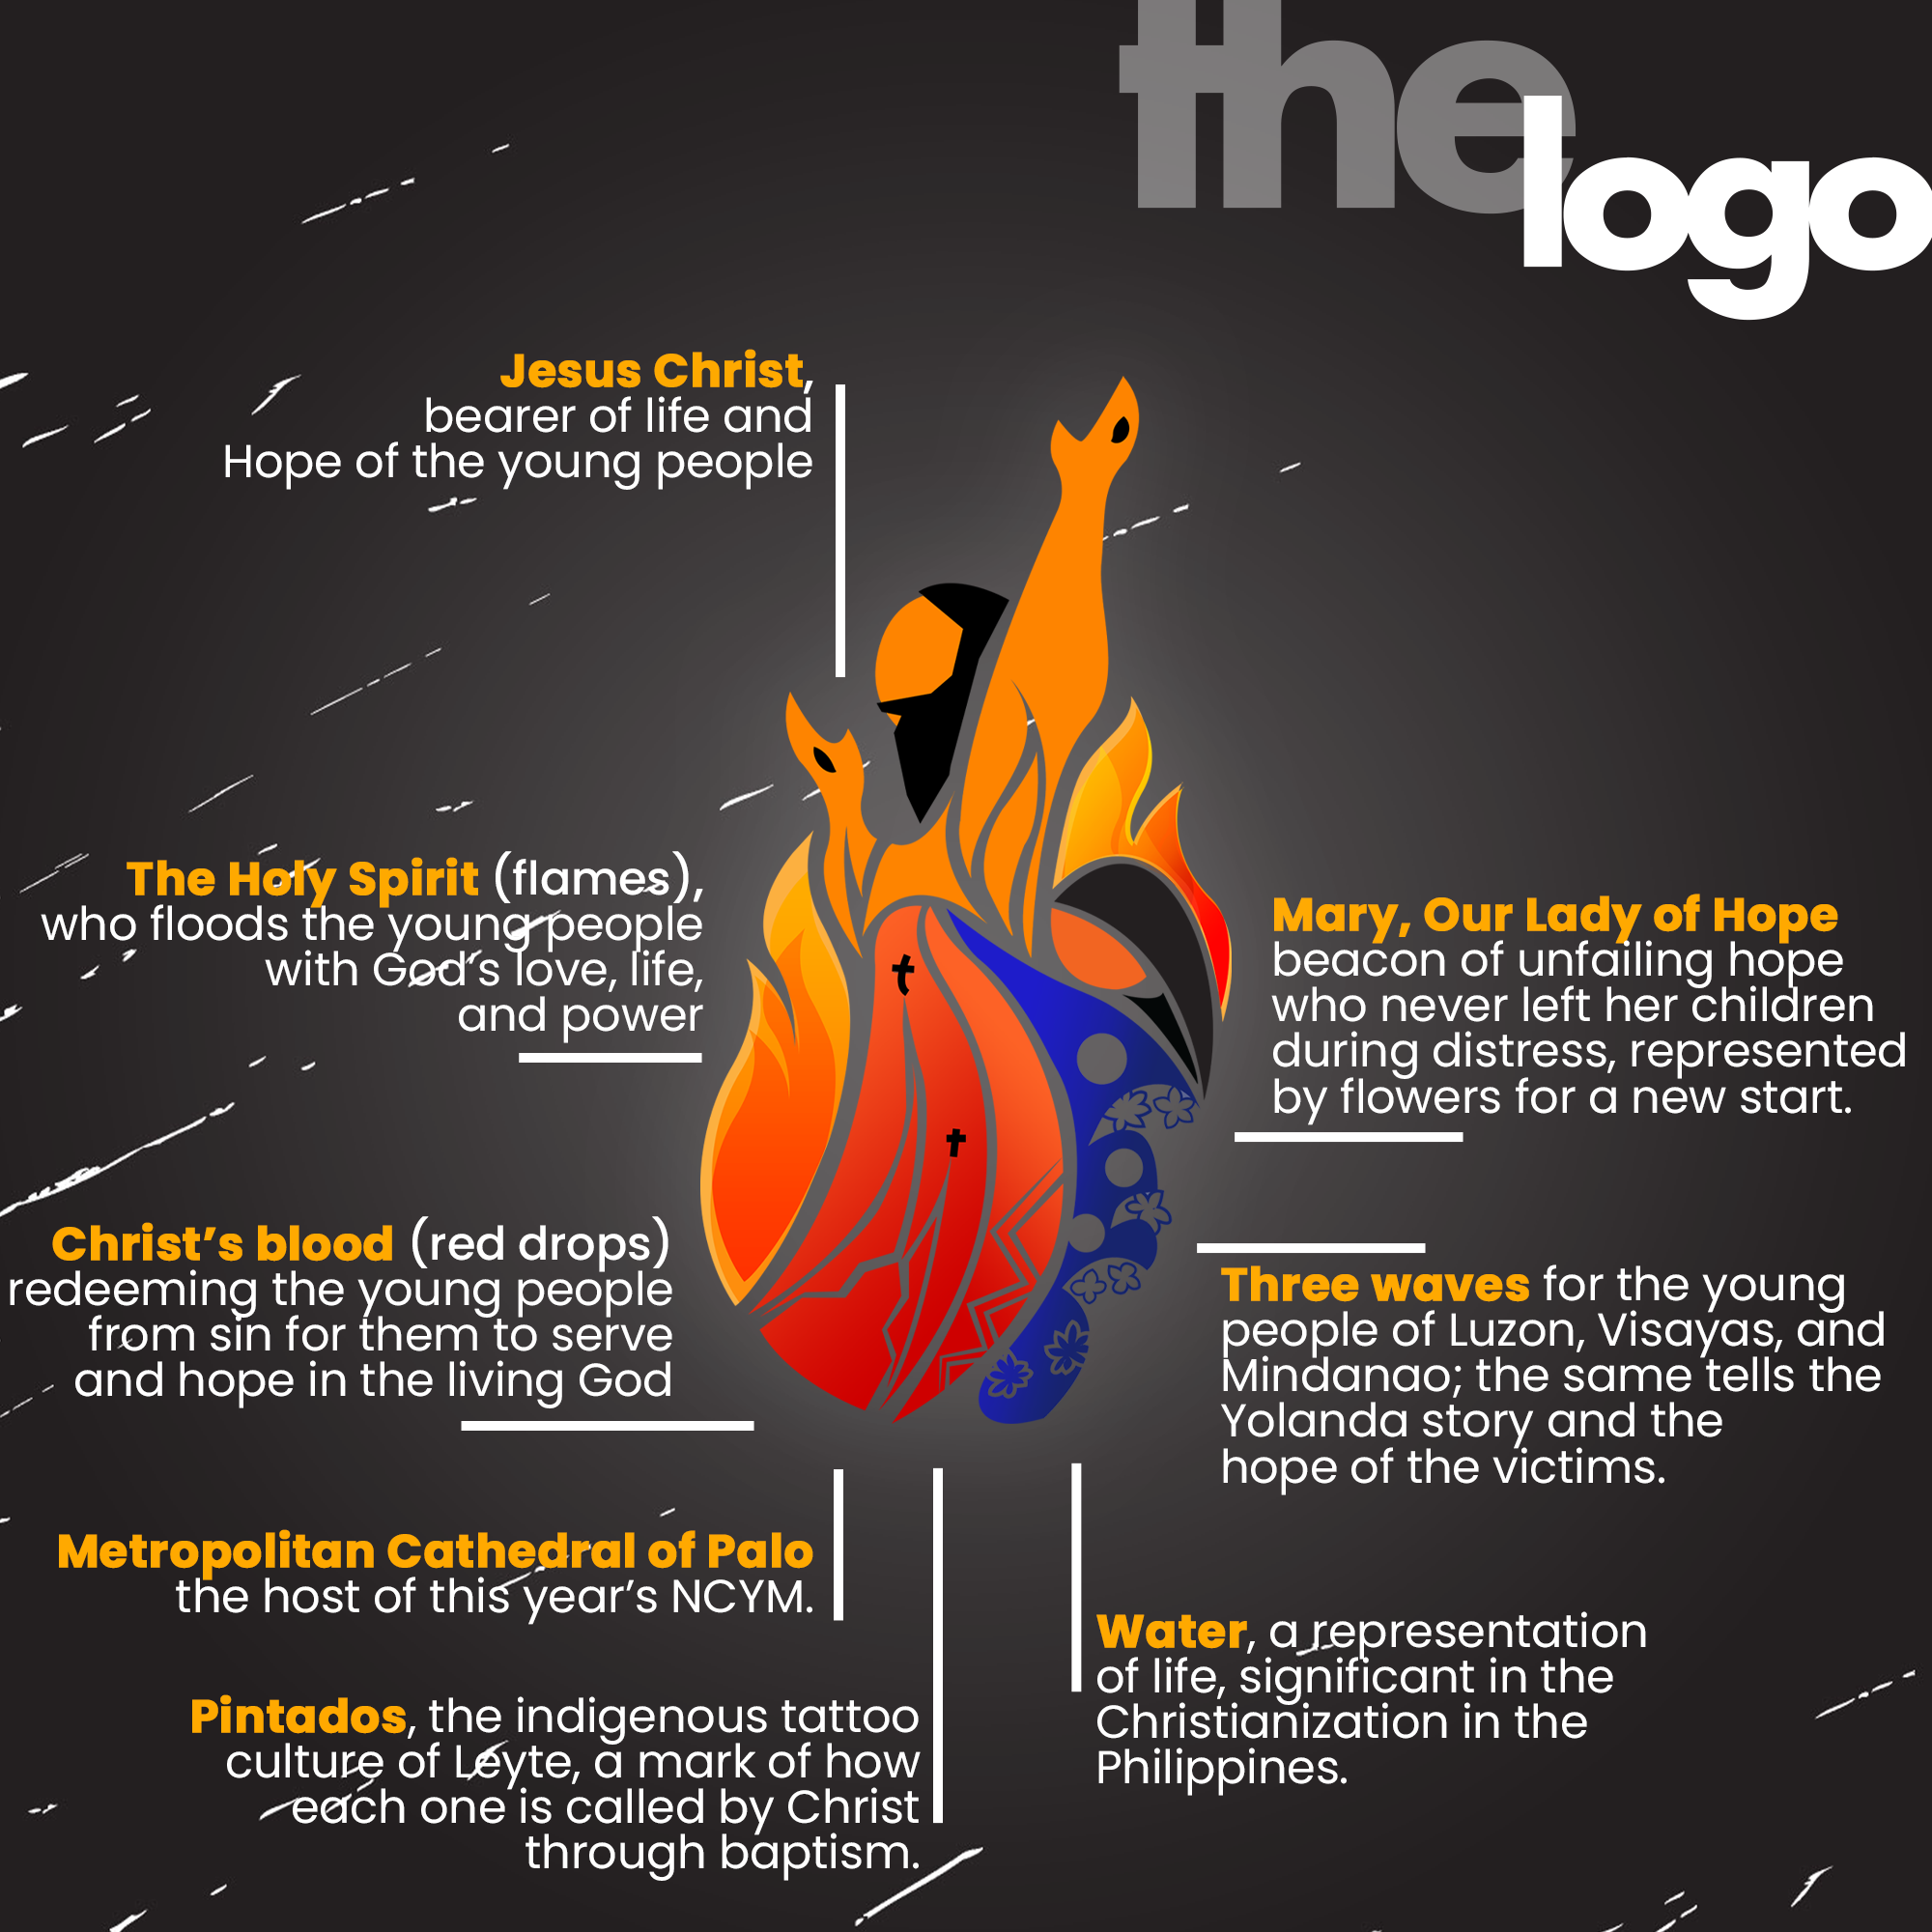 the
logo
Jesus Christ,
bearer of life and
Hope of the young people
The Holy Spirit (flames),
who floods the young people
with God's love, life,
and power
Mary, Our Lady of Hope
beacon of unfailing hope
who never left her children
during distress, represented
by flowers for a new start.
Christ's blood (red drops)
redeeming the young people
from sin for them to serve
and hope in the living God
Three waves for the young
people of Luzon, Visayas, and
Mindanao; the same tells the
Yolanda story and the
hope of the victims.
Metropolitan Cathedral of Palo
the host of this year's NCYM.
Pintados, the indigenous tattoo
culture of Leyte, a mark of how
each one is called by Christ
through baptism.
Water, a representation
of life, significant in the
Christianization in the
Philippines.